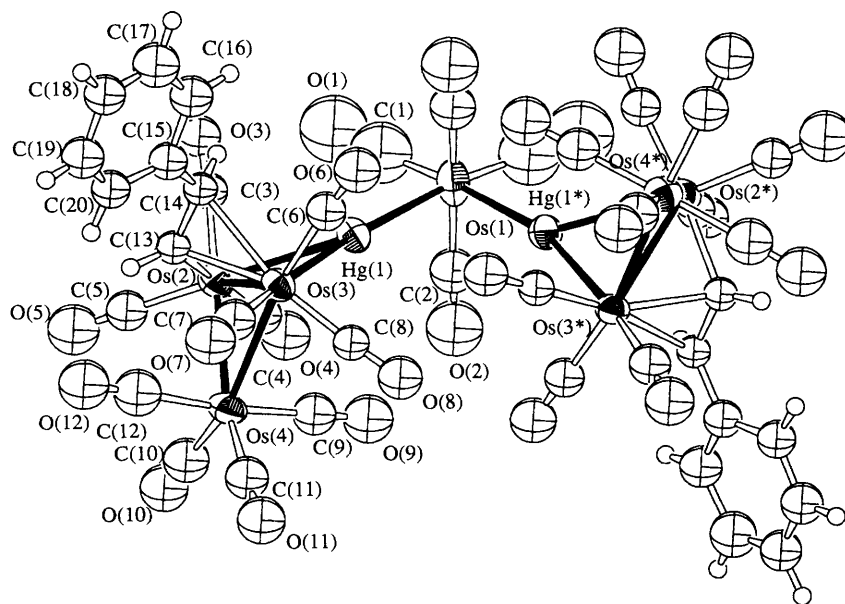 C(17)
C(16)
C(18)
O(1)
C(1)
C(15)
O(3)
C(19)
O(6)
Os(4*)
C(20)
C(14)
C(3)
Hg(1*)
Os(2*)
C(6)
Os(1)
C(13)
Hg(1)
Os(2)
C(5)
Os(3)
C(2)
O(5)
C(7)
C(8)
Os(3*)
O(7)
O(4)
O(2)
C(4)
O(8)
O(12)
C(12)
Os(4)
C(9)
O(9)
C(10)
C(11)
O(10)
O(11)